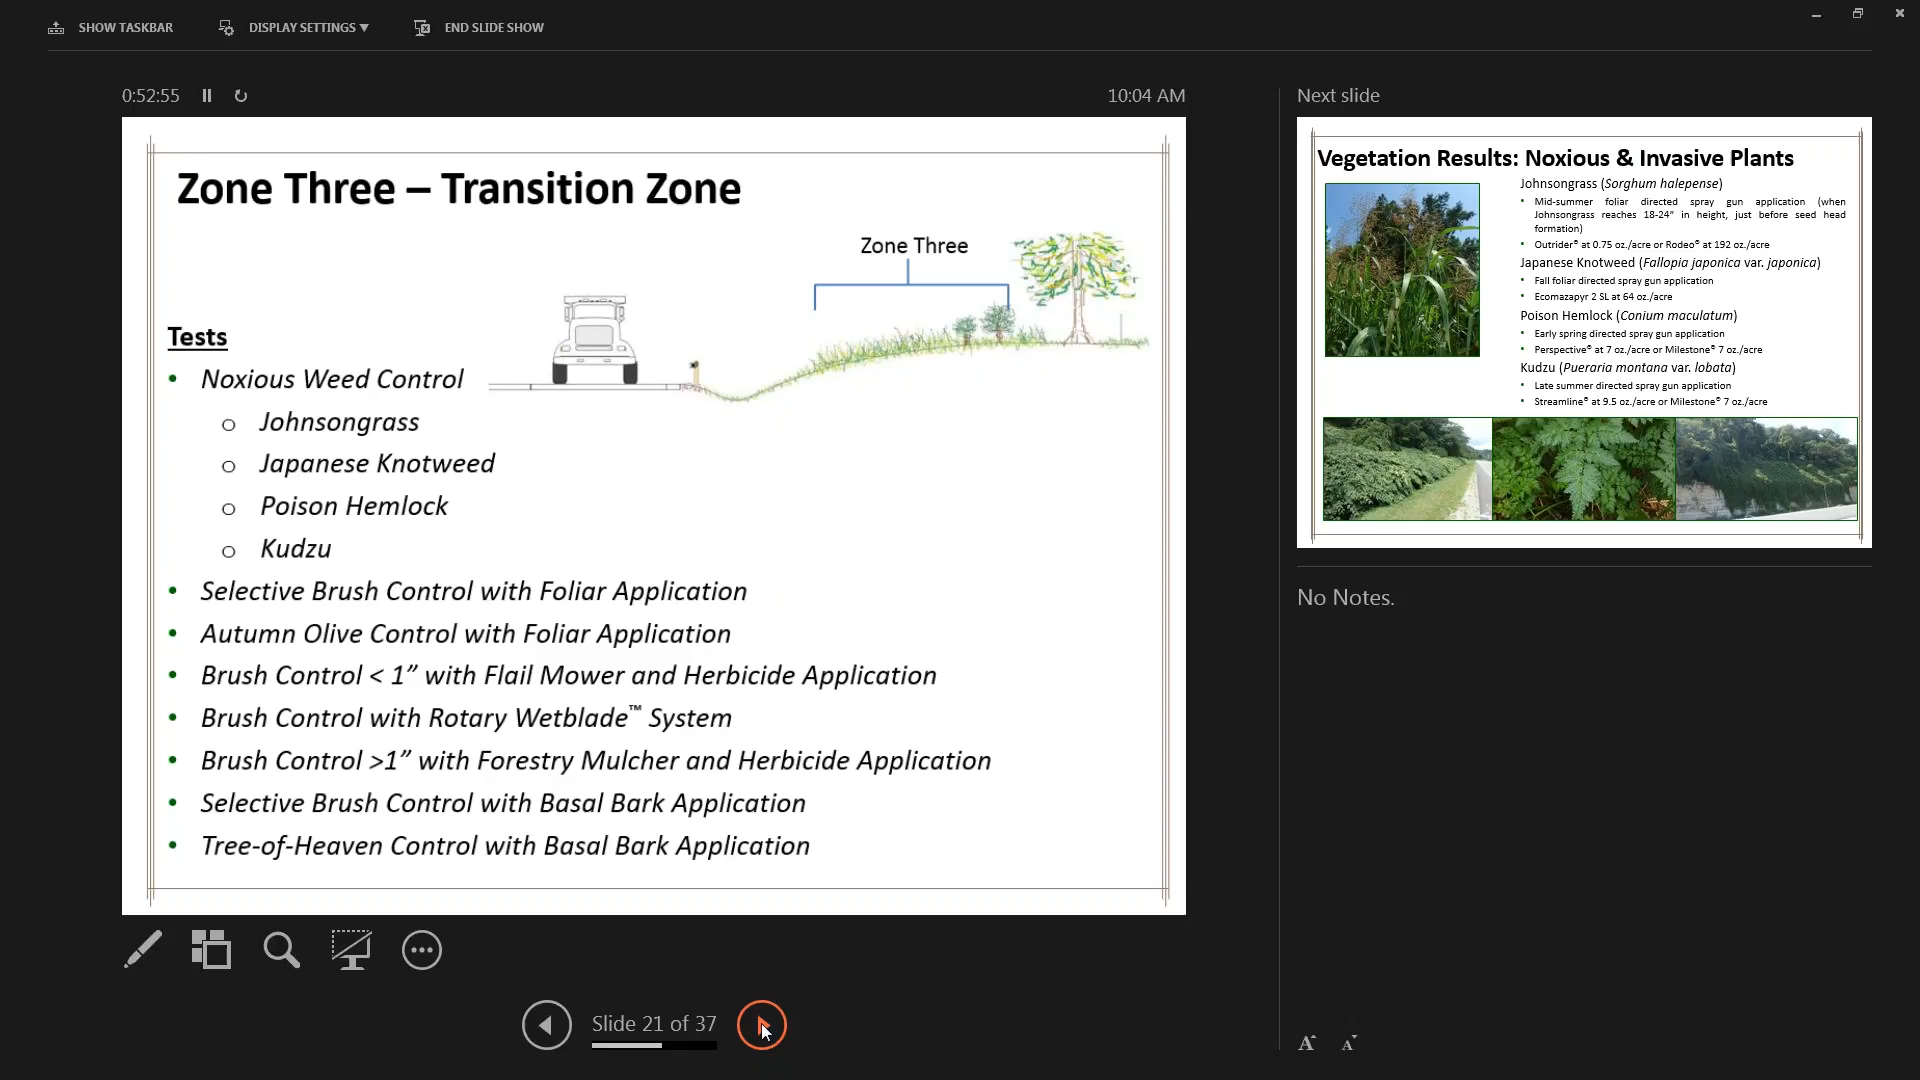 SHOW TASKBAR
DISPLAY SETTINGS ▼
END SLIDE SHOW
0:52:55
10:04 AM
Zone Three – Transition Zone
Zone Three
Tests
• Noxious Weed Control
o Johnsongrass
o Japanese Knotweed
o Poison Hemlock
o Kudzu
• Selective Brush Control with Foliar Application
• Autumn Olive Control with Foliar Application
• Brush Control < 1” with Flail Mower and Herbicide Application
• Brush Control with Rotary Wetblade™ System
• Brush Control >1” with Forestry Mulcher and Herbicide Application
• Selective Brush Control with Basal Bark Application
• Tree-of-Heaven Control with Basal Bark Application
Slide 21 of 37
Next slide
Vegetation Results: Noxious & Invasive Plants
Johnsongrass (Sorghum halepense)
• Mid-summer foliar directed spray gun application (when
Johnsongrass reaches 18-24” in height, just before seed head
formation)
• Outrider® at 0.75 oz./acre or Rodeo® at 192 oz./acre
Japanese Knotweed (Fallopia japonica var. japonica)
• Fall foliar directed spray gun application
• Ecomazapyr 2 SL at 64 oz./acre
Poison Hemlock (Conium maculatum)
• Early spring directed spray gun application
• Perspective® at 7 oz./acre or Milestone® 7 oz./acre
Kudzu (Pueraria montana var. lobata)
• Late summer directed spray gun application
• Streamline® at 9.5 oz./acre or Milestone® 7 oz./acre
No Notes.
A A